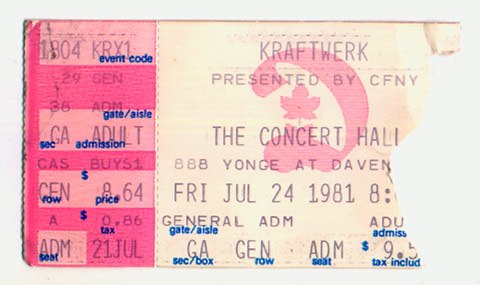 1804 KRX1 KRAFTWERK
event code
29 GEN PRESENTED BY CFNY
38 ADM
gate/aisle
GA ADULT THE CONCERT HALL
sec admission
CAS BUYS1 888 YONGE AT DAVEN
$
GEN 8.64 FRI JUL 24 1981 8:
row price
A $ 0.86 GENERAL ADM ADU
tax gate/aisle admiss
ADM 21JUL GA GEN ADM $ 9.5
seat sec/box row seat tax includ